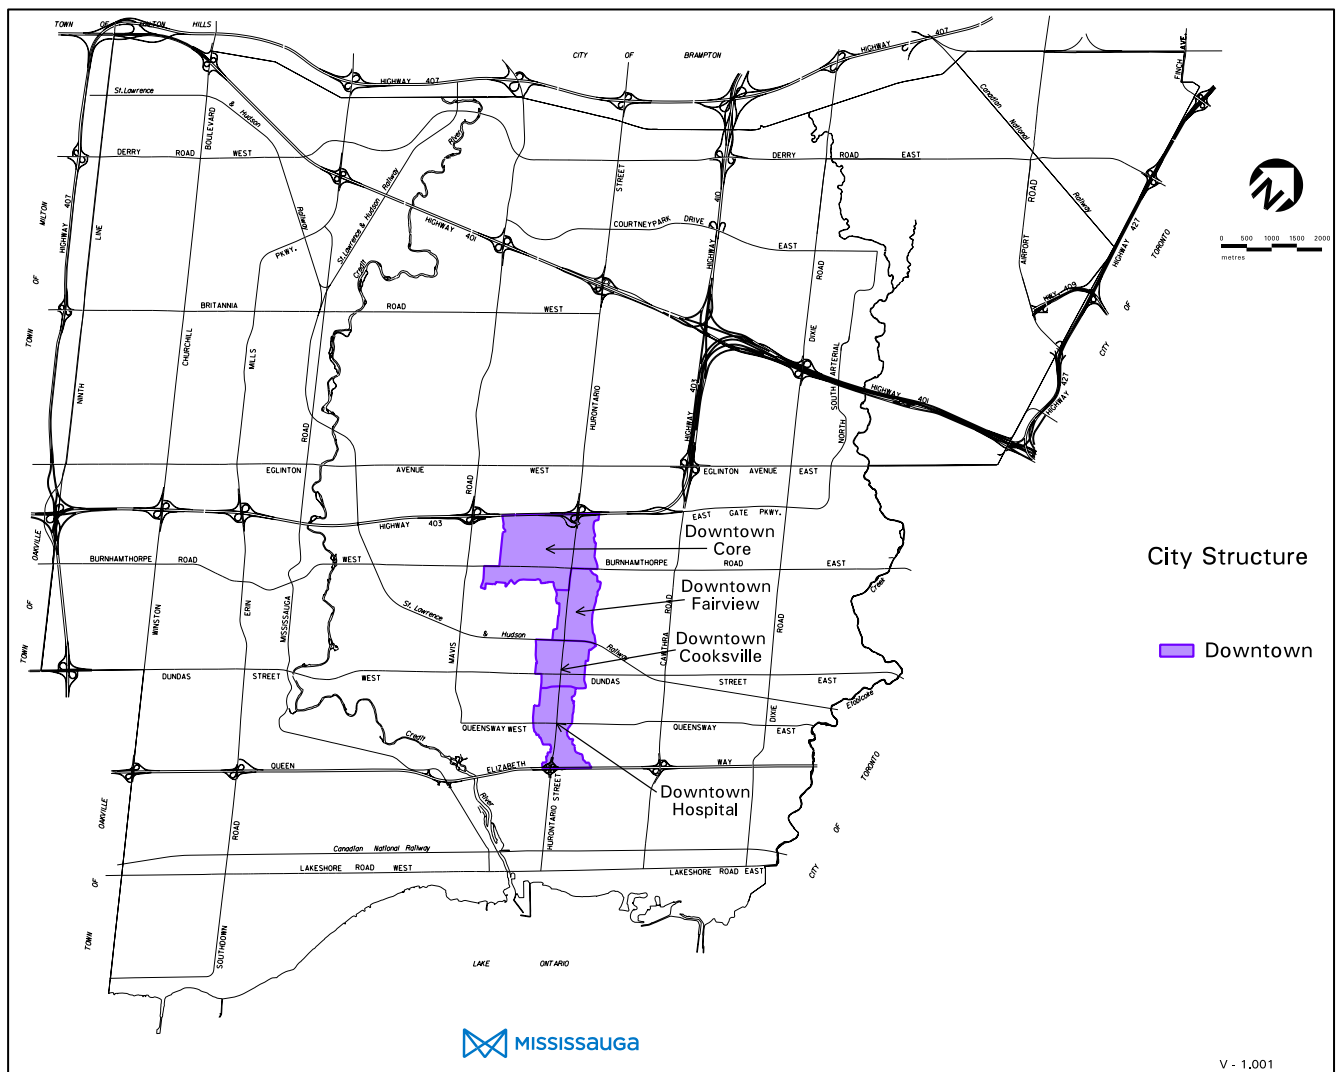 TOWN OF HALTON HILLS
CITY OF BRAMPTON
HIGHWAY 407
HIGHWAY 407
FINCH AVE.
St.Lawrence & Hudson Railway
BOULEVARD
River
Canadian National Railway
DERRY ROAD WEST
DERRY ROAD EAST
STREET
410
ROAD
MILTON
HIGHWAY 407
LINE
St.Lawrence & Hudson Railway
HIGHWAY 401
COURTNEYPARK DRIVE EAST
HIGHWAY
AIRPORT
HIGHWAY 427
TORONTO
0 500 1000 1500 2000
metres
PKWY.
Credit
ROAD
HWY. 409
OF
OF
BRITANNIA ROAD WEST
TOWN
CHURCHILL
MILLS
DIXIE
SOUTH ARTERIAL
CITY
NINTH
HURONTARIO
HIGHWAY 403
HIGHWAY 401
HIGHWAY 427
ROAD
NORTH
EGLINTON AVENUE WEST
EGLINTON AVENUE EAST
ROAD
HIGHWAY 403
EAST GATE PKWY.
OAKVILLE
Downtown
Core
City Structure
BURNHAMTHORPE ROAD WEST
BURNHAMTHORPE ROAD EAST
Creek
Downtown
Fairview
OF
WINSTON
ERIN
MISSISSAUGA
St. Lawrence & Hudson Railway
ROAD
ROAD
Downtown
Cooksville
Downtown
TOWN
MAVIS
CAWTHRA
DUNDAS STREET WEST
DUNDAS STREET EAST
Etobicoke
DIXIE
QUEENSWAY WEST
QUEENSWAY EAST
Credit
QUEEN ELIZABETH WAY
TORONTO
Downtown
Hospital
OAKVILLE
River
HURONTARIO STREET
ROAD
OF
Canadian National Railway
LAKESHORE ROAD WEST
LAKESHORE ROAD EAST
CITY
OF
TOWN
SOUTHDOWN
LAKE ONTARIO
MISSISSAUGA
V - 1.001